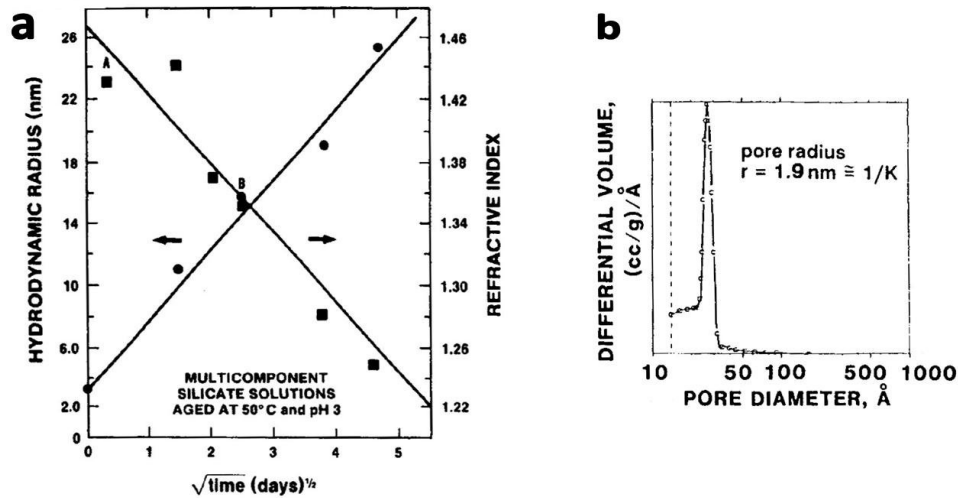 a
HYDRODYNAMIC RADIUS (nm)
26
22
18
14
10
6.0
2.0
0
A
B
MULTICOMPONENT
SILICATE SOLUTIONS
AGED AT 50°C and pH 3
0 1 2 3 4 5
√time (days)½
1.46
1.42
1.38
1.35
1.30
1.28
1.26
1.22
REFRACTIVE INDEX
b
DIFFERENTIAL VOLUME,
(cc/g)/Å
pore radius
r = 1.9 nm ≅ 1/K
10 50 100 500 1000
PORE DIAMETER, Å